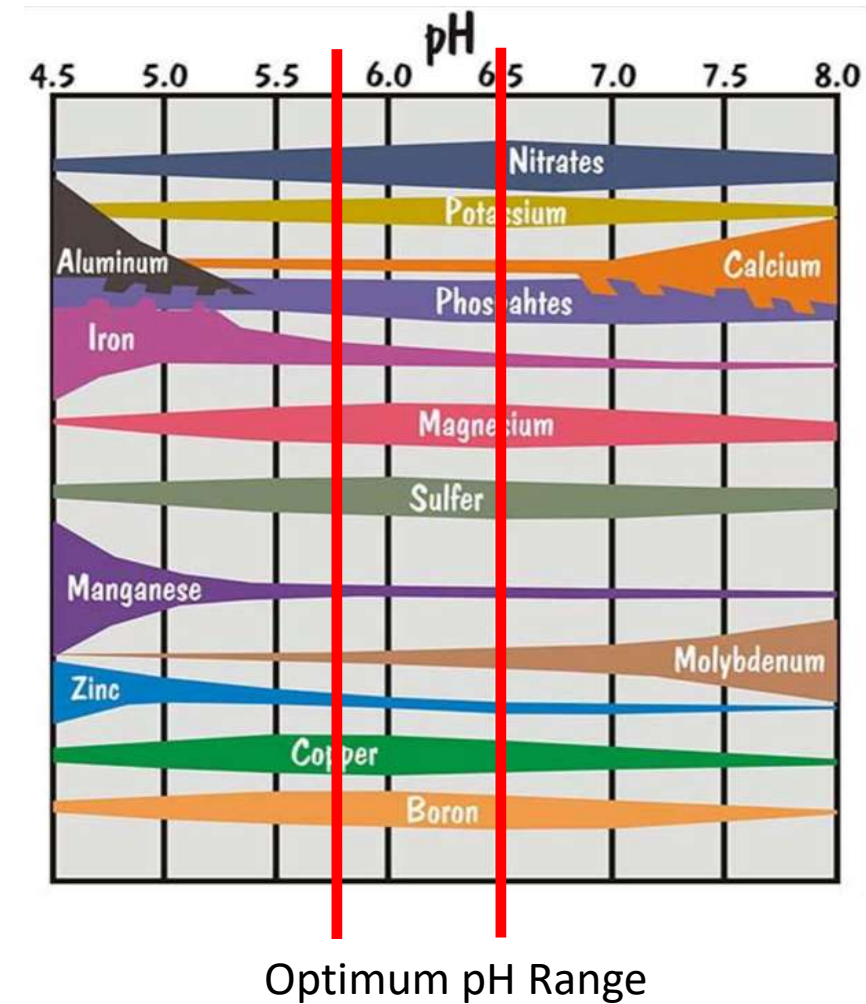 pH
4.5 5.0 5.5 6.0 6.5 7.0 7.5 8.0
Nitrates
Potassium
Aluminum
Calcium
Phospahtes
Iron
Magnesium
Sulfer
Manganese
Molybdenum
Zinc
Copper
Boron
Optimum pH Range